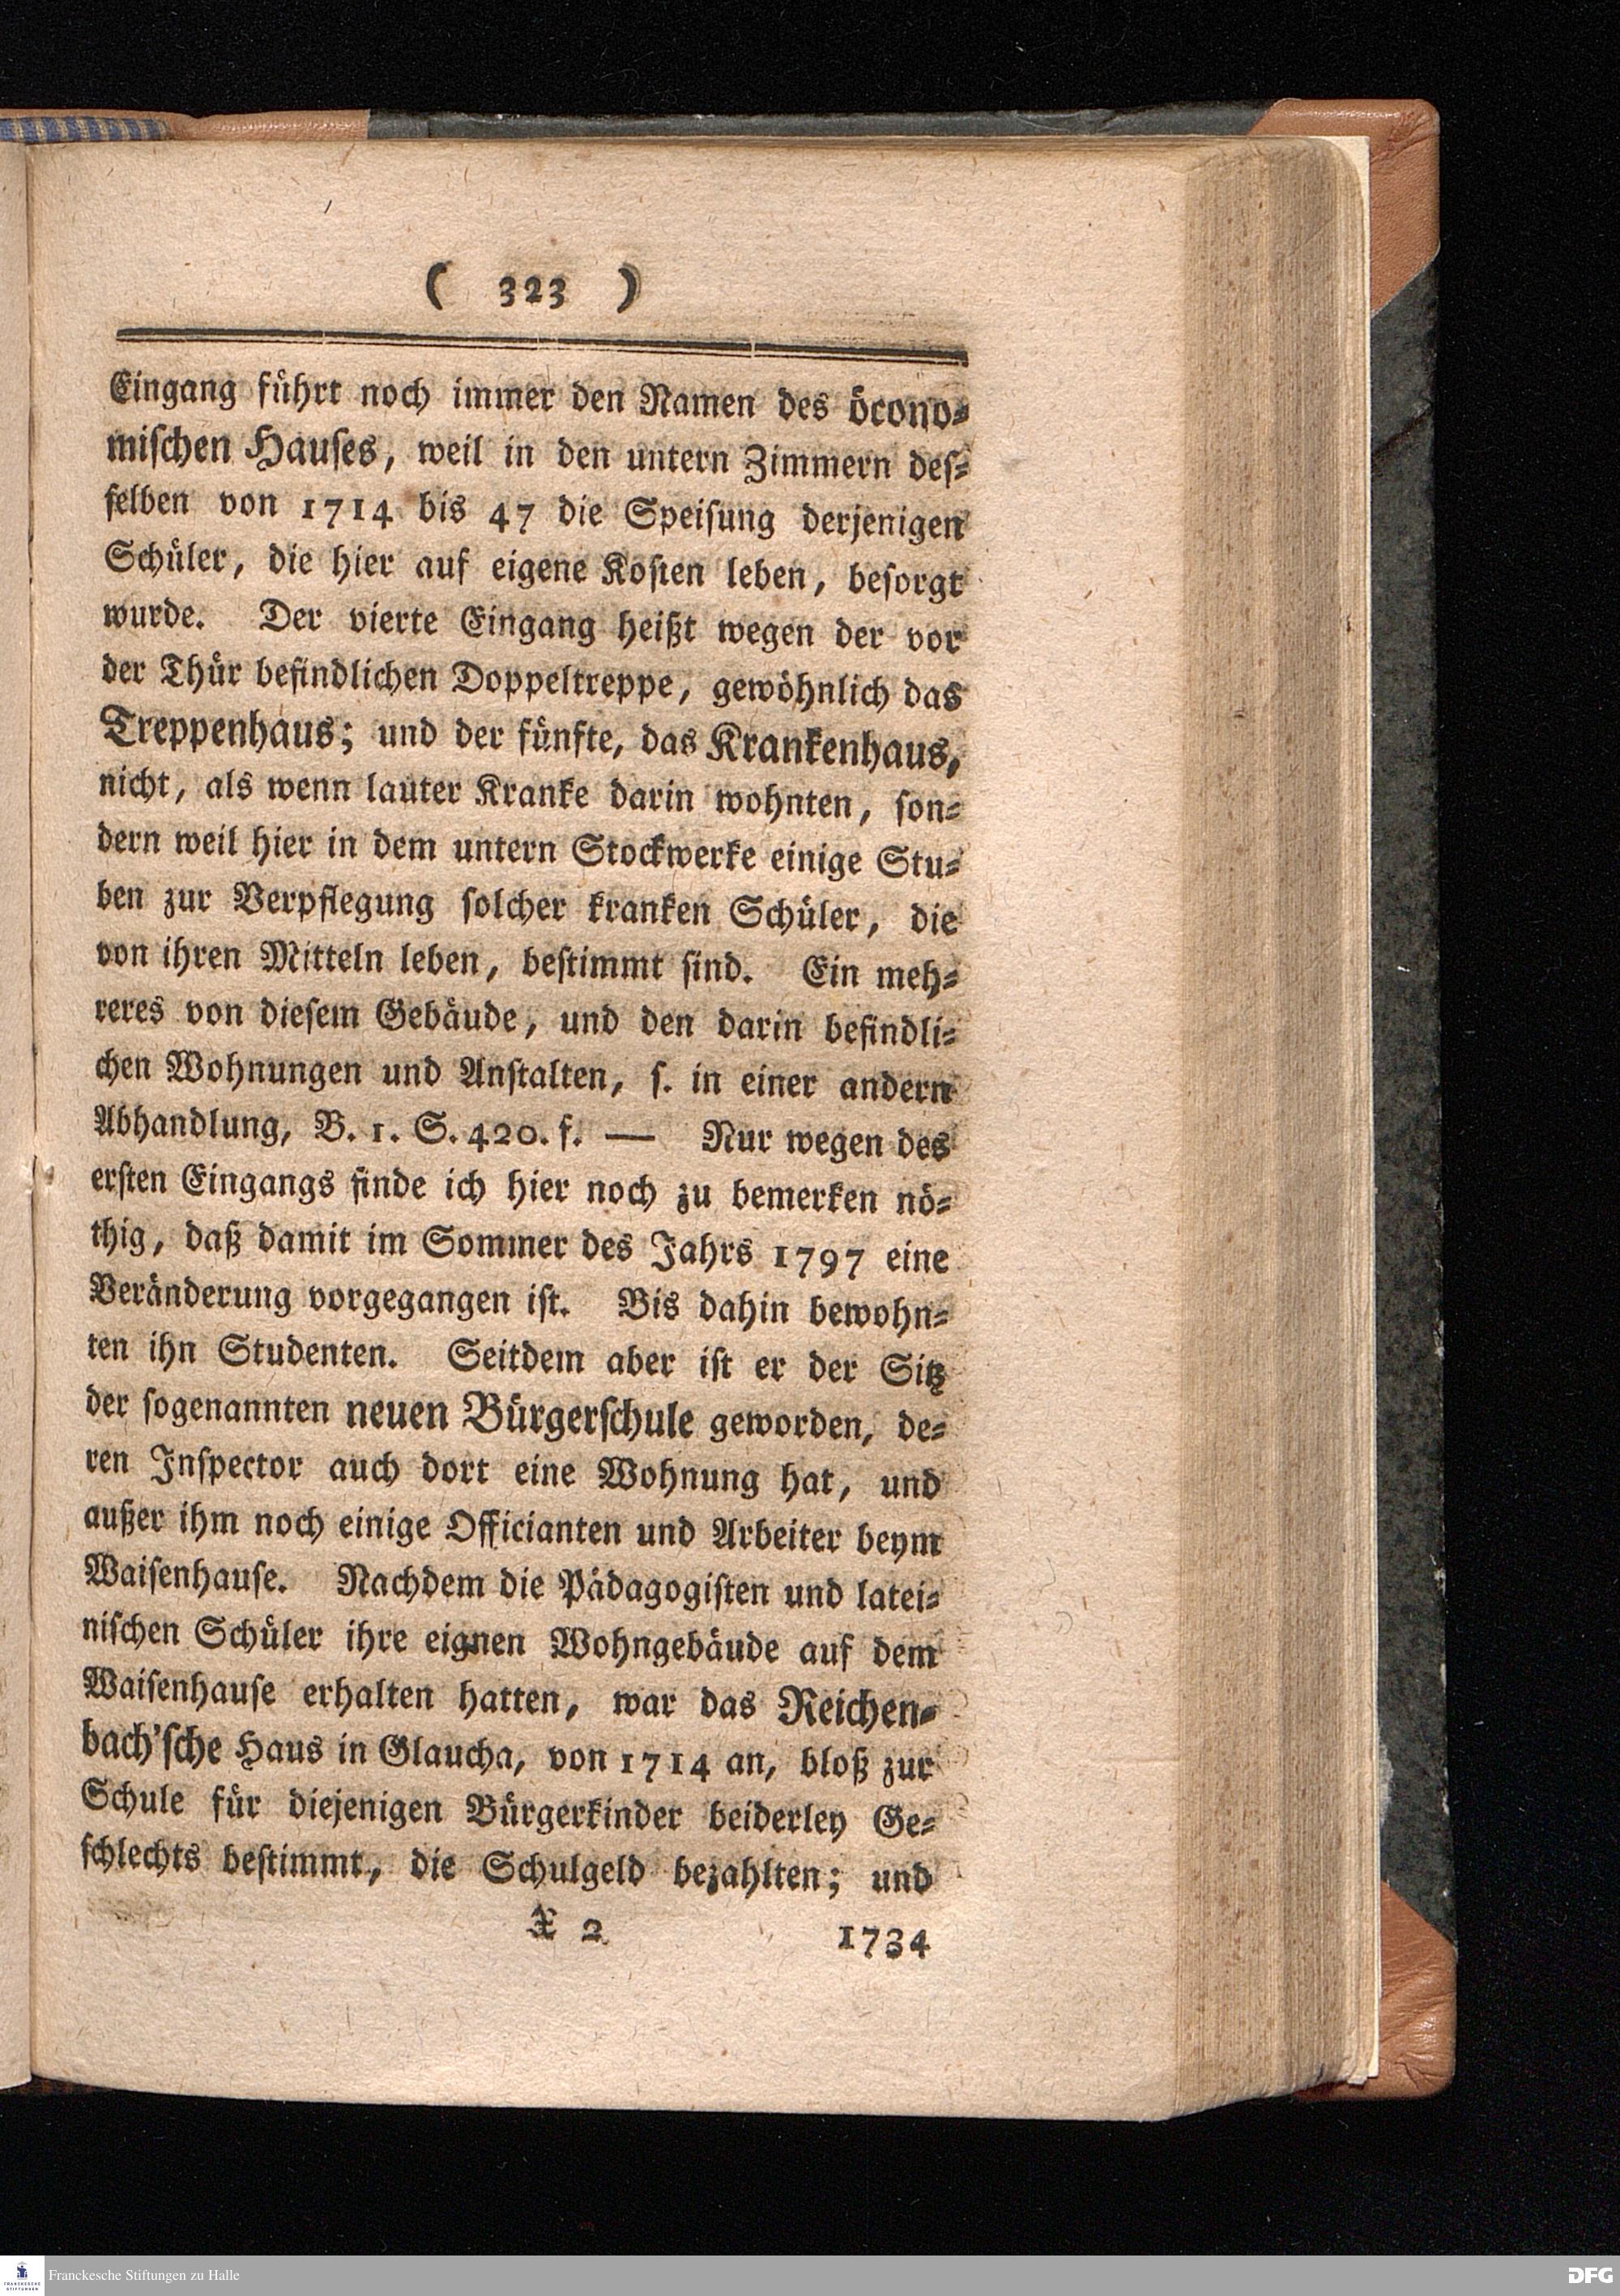 ( 323 )
Eingang führt noch immer den Namen des öcono-
mischen Hauses, weil in den untern Zimmern des-
selben von 1714 bis 47 die Speisung derjenigen
Schüler, die hier auf eigene Kosten leben, besorgt
wurde. Der vierte Eingang heißt wegen der vor
der Thür befindlichen Doppeltreppe, gewöhnlich das
Treppenhaus; und der fünfte, das Krankenhaus,
nicht, als wenn lauter Kranke darin wohnten, son-
dern weil hier in dem untern Stockwerke einige Stu-
ben zur Verpflegung solcher kranken Schüler, die
von ihren Mitteln leben, bestimmt sind. Ein meh-
reres von diesem Gebäude, und den darin befindli-
chen Wohnungen und Anstalten, s. in einer andern
Abhandlung, B. 1. S. 420. f. — Nur wegen des
ersten Eingangs finde ich hier noch zu bemerken nö-
thig, daß damit im Sommer des Jahrs 1797 eine
Veränderung vorgegangen ist. Bis dahin bewohn-
ten ihn Studenten. Seitdem aber ist er der Sitz
der sogenannten neuen Bürgerschule geworden, de-
ren Inspector auch dort eine Wohnung hat, und
außer ihm noch einige Officianten und Arbeiter beym
Waisenhause. Nachdem die Pädagogisten und latei-
nischen Schüler ihre eignen Wohngebäude auf dem
Waisenhause erhalten hatten, war das Reichen-
bach'sche Haus in Glaucha, von 1714 an, bloß zur
Schule für diejenigen Bürgerkinder beiderley Ge-
schlechts bestimmt, die Schulgeld bezahlten; und
X 2 1734
FRANCKESCHE STIFTUNGEN
Franckesche Stiftungen zu Halle
DFG